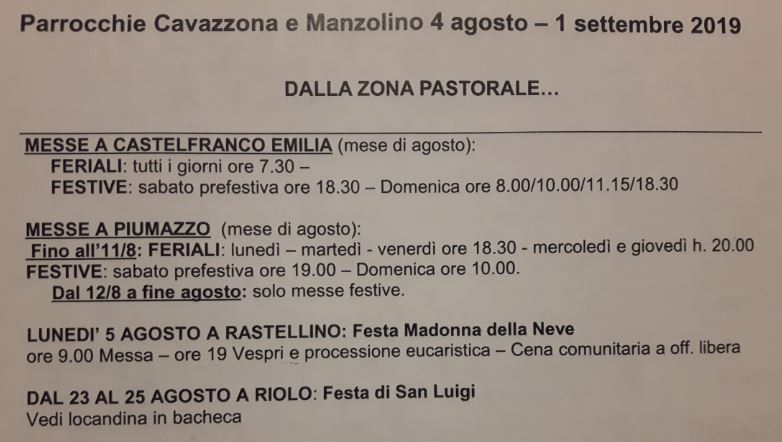 Parrocchie Cavazzona e Manzolino 4 agosto – 1 settembre 2019
DALLA ZONA PASTORALE...
MESSE A CASTELFRANCO EMILIA (mese di agosto):
FERIALI: tutti i giorni ore 7.30 –
FESTIVE: sabato prefestiva ore 18.30 – Domenica ore 8.00/10.00/11.15/18.30
MESSE A PIUMAZZO (mese di agosto):
Fino all'11/8: FERIALI: lunedì – martedì - venerdì ore 18.30 - mercoledì e giovedì h. 20.00
FESTIVE: sabato prefestiva ore 19.00 – Domenica ore 10.00.
Dal 12/8 a fine agosto: solo messe festive.
LUNEDI' 5 AGOSTO A RASTELLINO: Festa Madonna della Neve
ore 9.00 Messa – ore 19 Vespri e processione eucaristica – Cena comunitaria a off. libera
DAL 23 AL 25 AGOSTO A RIOLO: Festa di San Luigi
Vedi locandina in bacheca